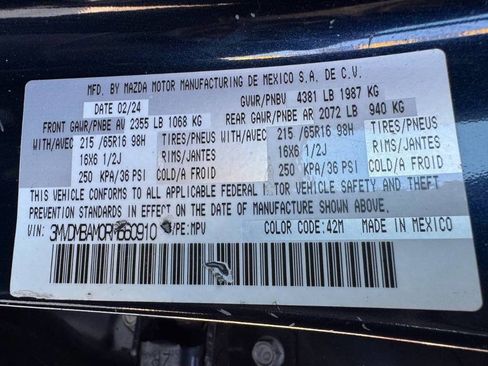 MFD. BY MAZDA MOTOR MANUFACTURING DE MEXICO S.A. DE C.V.
DATE 02/24 GVWR/PNBV 4381 LB 1987 KG
FRONT GAWR/PNBE AV 2355 LB 1068 KG REAR GAWR/PNBE AR 2072 LB 940 KG
WITH/AVEC 215 /65R16 98H TIRES/PNEUS WITH/AVEC 215 /65R16 98H TIRES/PNEUS
16X6 1/2J RIMS/JANTES 16X6 1/2J RIMS/JANTES
250 KPA/36 PSI COLD/A FROID 250 KPA/36 PSI COLD/A FROID
THIS VEHICLE CONFORMS TO ALL APPLICABLE FEDERAL MOTOR VEHICLE SAFETY AND THEFT
PREVENTION STANDARDS IN EFFECT ON THE DATE OF MANUFACTURE SHOWN ABOVE.
VIN: TYPE: MPV COLOR CODE: 42M MADE IN MEXICO